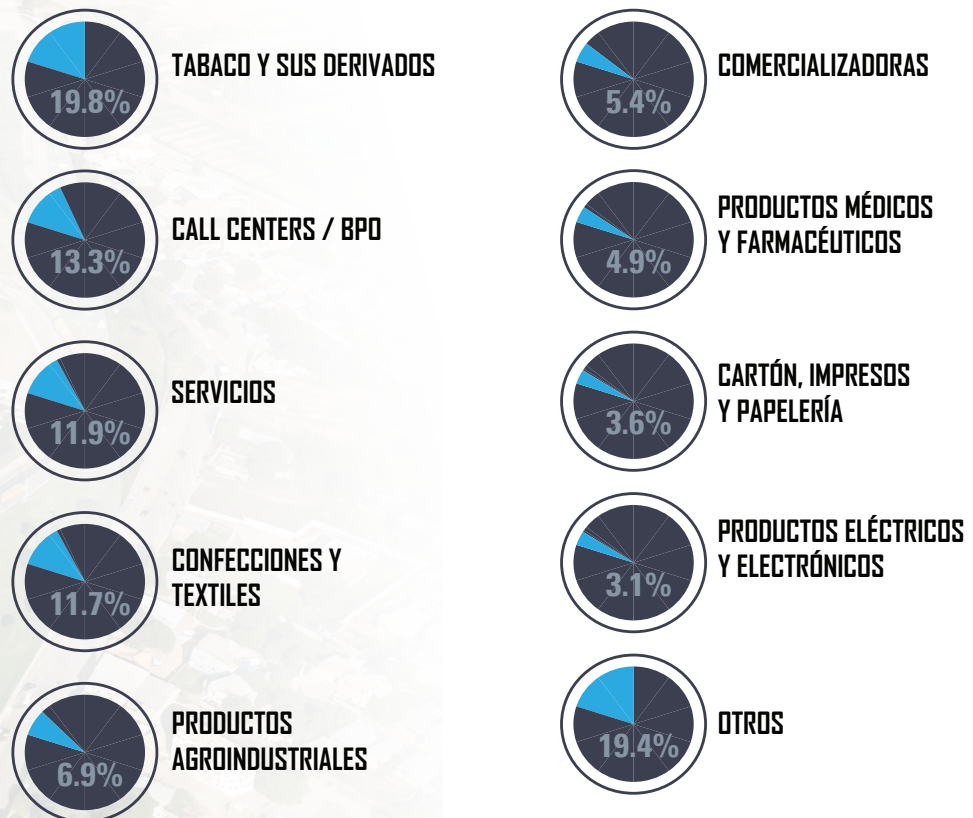 19.8%
TABACO Y SUS DERIVADOS
13.3%
CALL CENTERS / BPO
11.9%
SERVICIOS
11.7%
CONFECCIONES Y
TEXTILES
6.9%
PRODUCTOS
AGROINDUSTRIALES
5.4%
COMERCIALIZADORAS
4.9%
PRODUCTOS MÉDICOS
Y FARMACÉUTICOS
3.6%
CARTÓN, IMPRESOS
Y PAPELERÍA
3.1%
PRODUCTOS ELÉCTRICOS
Y ELECTRÓNICOS
19.4%
OTROS